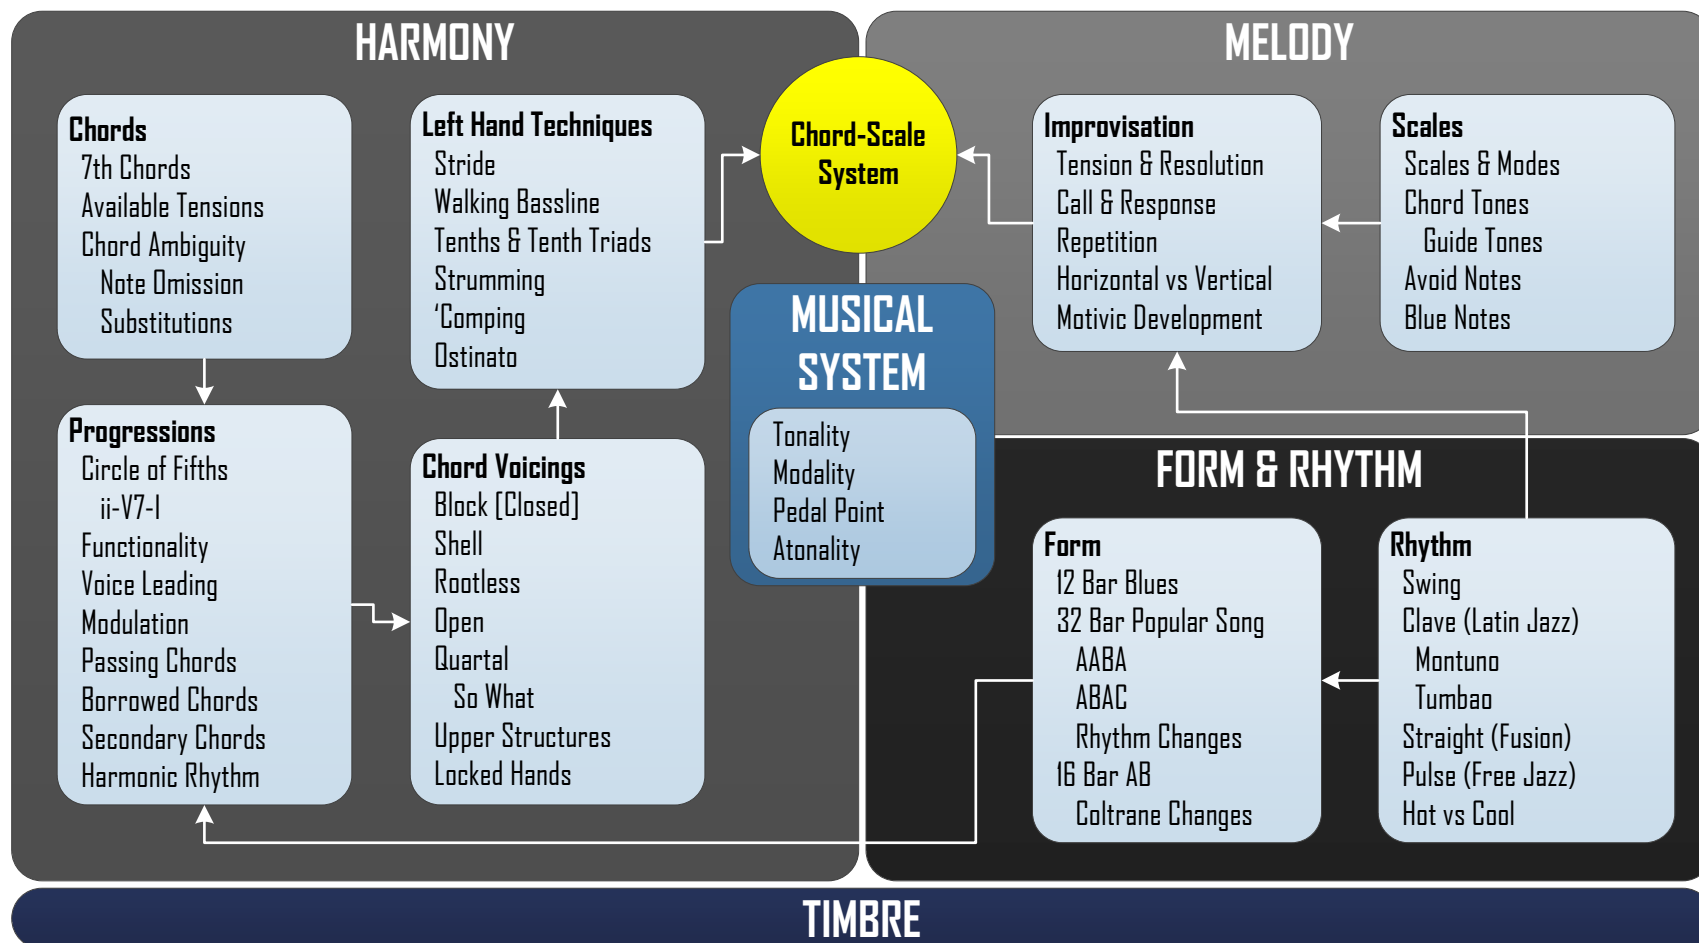 HARMONY
Chords
7th Chords
Available Tensions
Chord Ambiguity
Note Omission
Substitutions
Progressions
Circle of Fifths
ii-V7-I
Functionality
Voice Leading
Modulation
Passing Chords
Borrowed Chords
Secondary Chords
Harmonic Rhythm
Left Hand Techniques
Stride
Walking Bassline
Tenths & Tenth Triads
Strumming
‘Comping
Ostinato
Chord Voicings
Block [Closed]
Shell
Rootless
Open
Quartal
So What
Upper Structures
Locked Hands
Chord-Scale
System
MUSICAL
SYSTEM
Tonality
Modality
Pedal Point
Atonality
MELODY
Improvisation
Tension & Resolution
Call & Response
Repetition
Horizontal vs Vertical
Motivic Development
Scales
Scales & Modes
Chord Tones
Guide Tones
Avoid Notes
Blue Notes
FORM & RHYTHM
Form
12 Bar Blues
32 Bar Popular Song
AABA
ABAC
Rhythm Changes
16 Bar AB
Coltrane Changes
Rhythm
Swing
Clave (Latin Jazz)
Montuno
Tumbao
Straight (Fusion)
Pulse (Free Jazz)
Hot vs Cool
TIMBRE